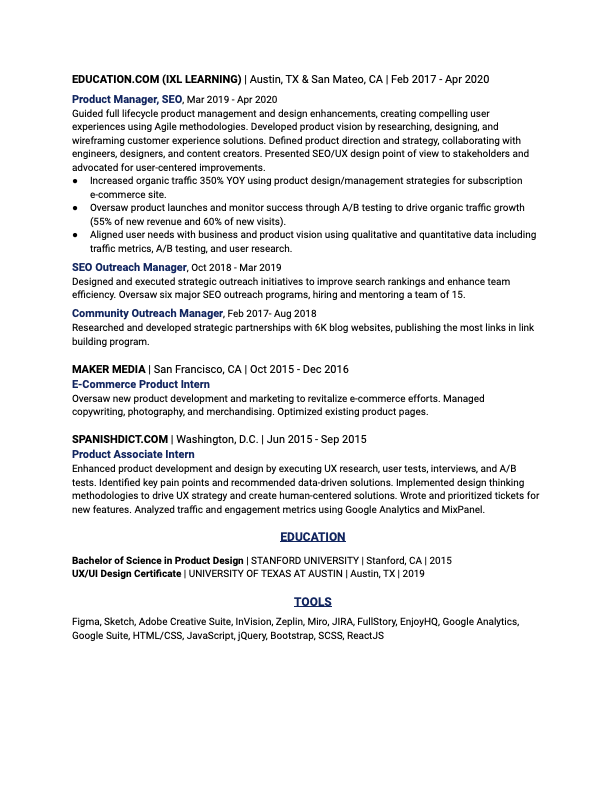 EDUCATION.COM (IXL LEARNING) | Austin, TX & San Mateo, CA | Feb 2017 - Apr 2020
Product Manager, SEO, Mar 2019 - Apr 2020
Guided full lifecycle product management and design enhancements, creating compelling user
experiences using Agile methodologies. Developed product vision by researching, designing, and
wireframing customer experience solutions. Defined product direction and strategy, collaborating with
engineers, designers, and content creators. Presented SEO/UX design point of view to stakeholders and
advocated for user-centered improvements.
● Increased organic traffic 350% YOY using product design/management strategies for subscription
e-commerce site.
● Oversaw product launches and monitor success through A/B testing to drive organic traffic growth
(55% of new revenue and 60% of new visits).
● Aligned user needs with business and product vision using qualitative and quantitative data including
traffic metrics, A/B testing, and user research.
SEO Outreach Manager, Oct 2018 - Mar 2019
Designed and executed strategic outreach initiatives to improve search rankings and enhance team
efficiency. Oversaw six major SEO outreach programs, hiring and mentoring a team of 15.
Community Outreach Manager, Feb 2017- Aug 2018
Researched and developed strategic partnerships with 6K blog websites, publishing the most links in link
building program.
MAKER MEDIA | San Francisco, CA | Oct 2015 - Dec 2016
E-Commerce Product Intern
Oversaw new product development and marketing to revitalize e-commerce efforts. Managed
copywriting, photography, and merchandising. Optimized existing product pages.
SPANISHDICT.COM | Washington, D.C. | Jun 2015 - Sep 2015
Product Associate Intern
Enhanced product development and design by executing UX research, user tests, interviews, and A/B
tests. Identified key pain points and recommended data-driven solutions. Implemented design thinking
methodologies to drive UX strategy and create human-centered solutions. Wrote and prioritized tickets for
new features. Analyzed traffic and engagement metrics using Google Analytics and MixPanel.
EDUCATION
Bachelor of Science in Product Design | STANFORD UNIVERSITY | Stanford, CA | 2015
UX/UI Design Certificate | UNIVERSITY OF TEXAS AT AUSTIN | Austin, TX | 2019
TOOLS
Figma, Sketch, Adobe Creative Suite, InVision, Zeplin, Miro, JIRA, FullStory, EnjoyHQ, Google Analytics,
Google Suite, HTML/CSS, JavaScript, jQuery, Bootstrap, SCSS, ReactJS